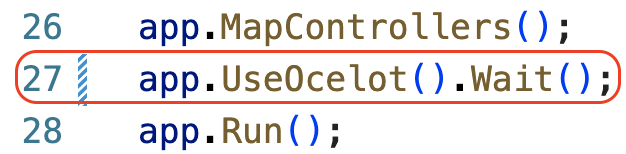 26 app.MapControllers();
27 app.UseOcelot().Wait();
28 app.Run();